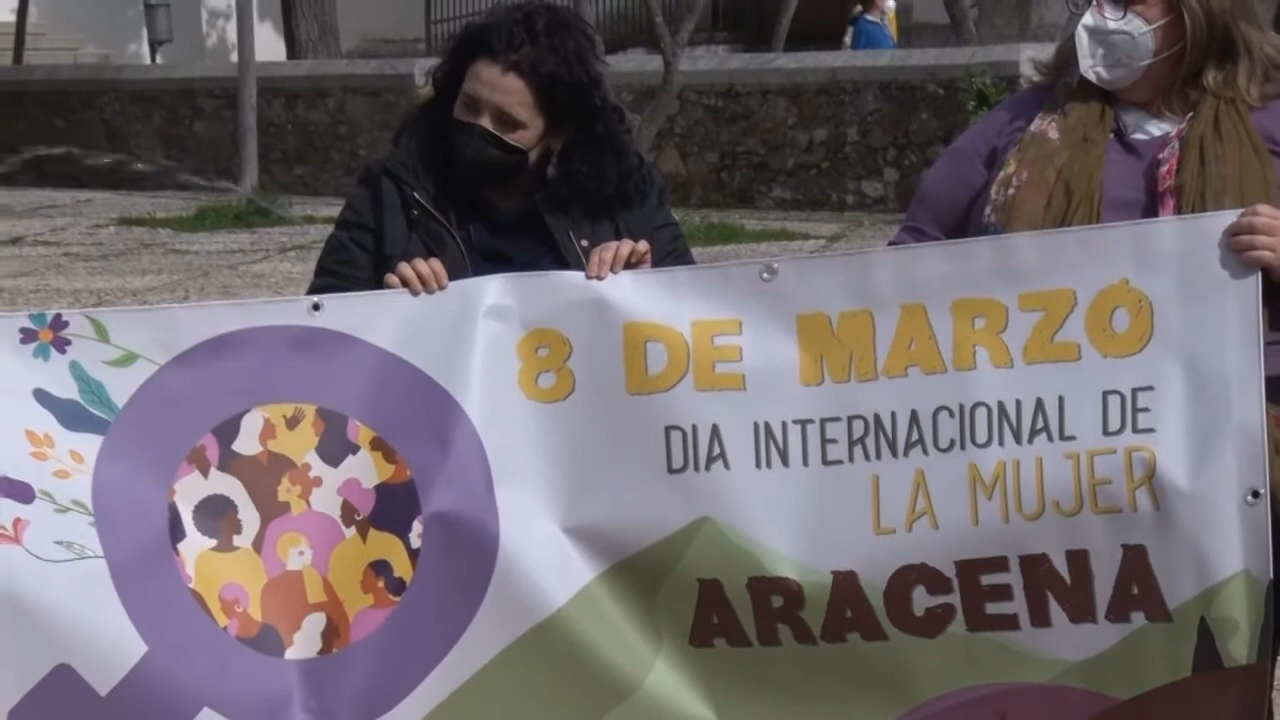 8 DE MARZO
DIA INTERNACIONAL DE
LA MUJER
ARACENA